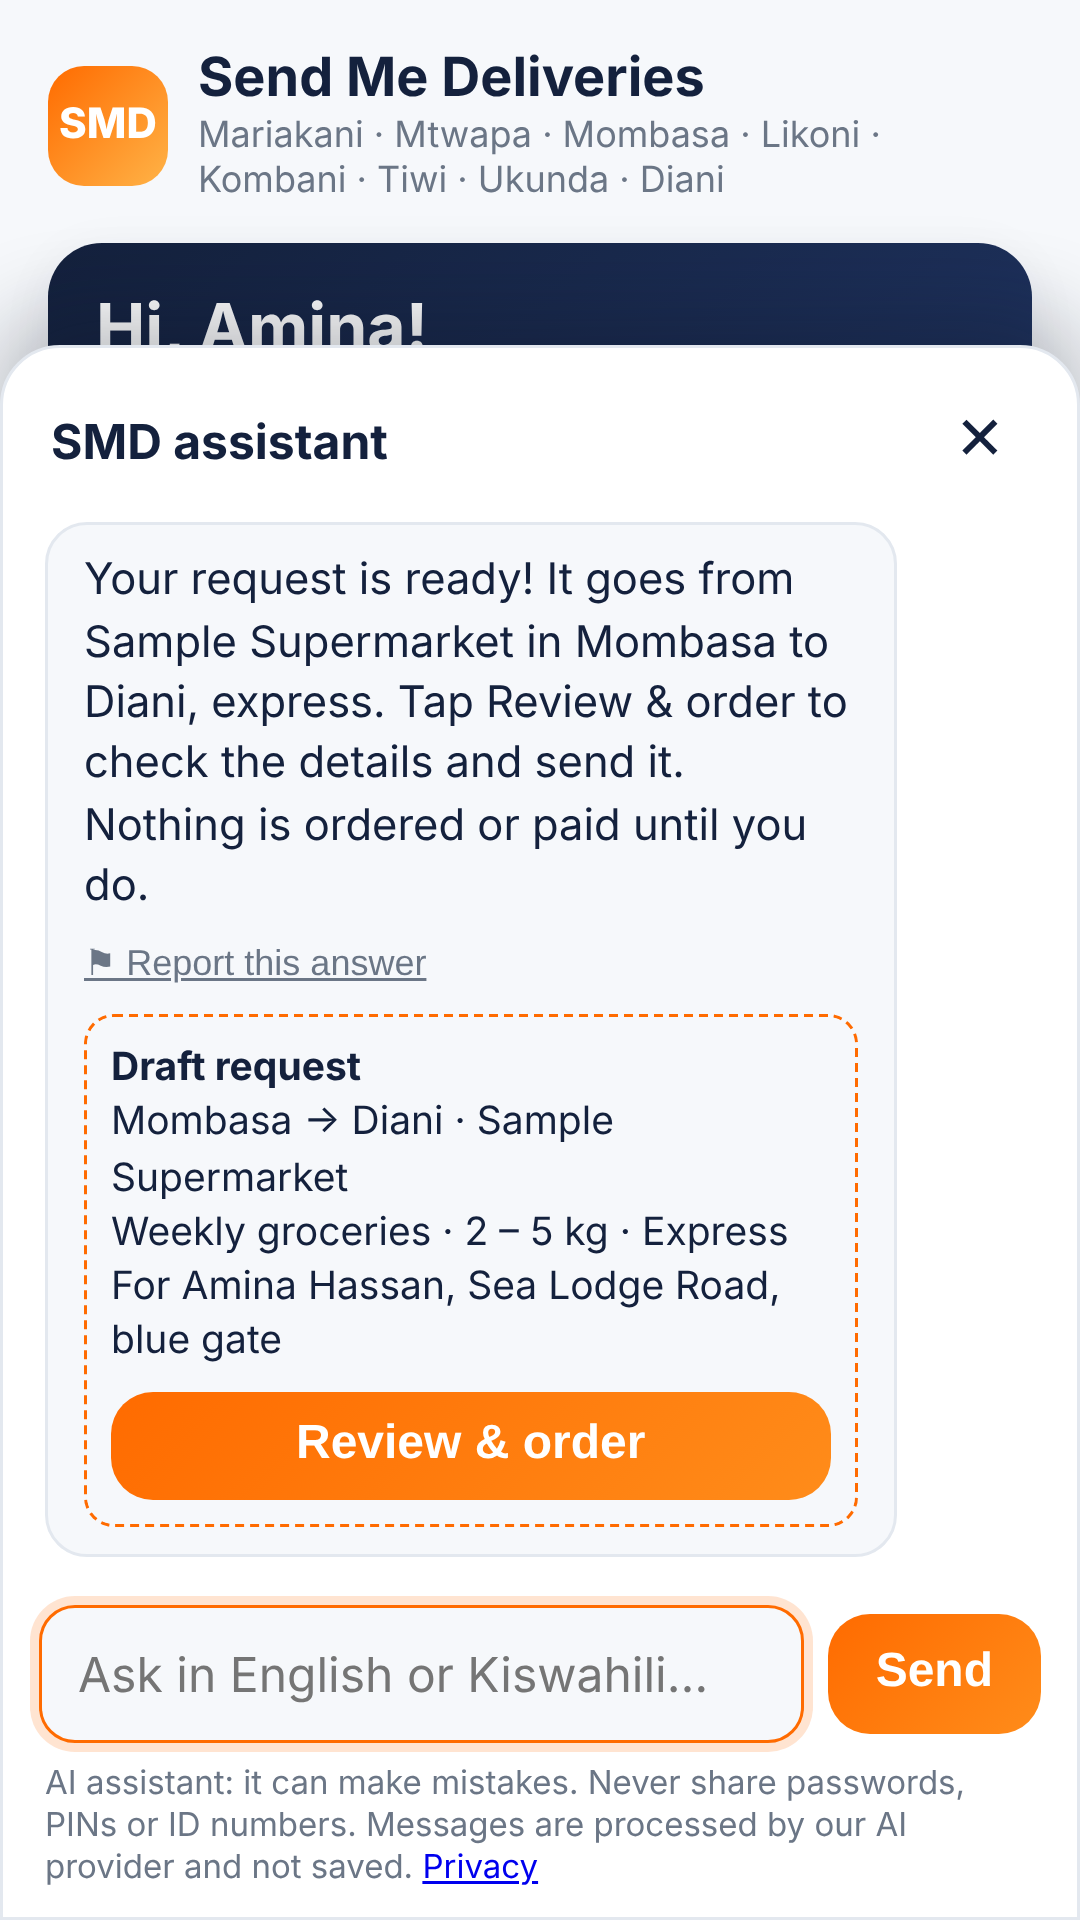 SMD
Send Me Deliveries
Mariakani · Mtwapa · Mombasa · Likoni ·
Kombani · Tiwi · Ukunda · Diani
Hi, Amina!
SMD assistant
✕
Your request is ready! It goes from
Sample Supermarket in Mombasa to
Diani, express. Tap Review & order to
check the details and send it.
Nothing is ordered or paid until you
do.
⚑ Report this answer
Draft request
Mombasa → Diani · Sample
Supermarket
Weekly groceries · 2 – 5 kg · Express
For Amina Hassan, Sea Lodge Road,
blue gate
Review & order
Ask in English or Kiswahili...
Send
AI assistant: it can make mistakes. Never share passwords,
PINs or ID numbers. Messages are processed by our AI
provider and not saved. Privacy